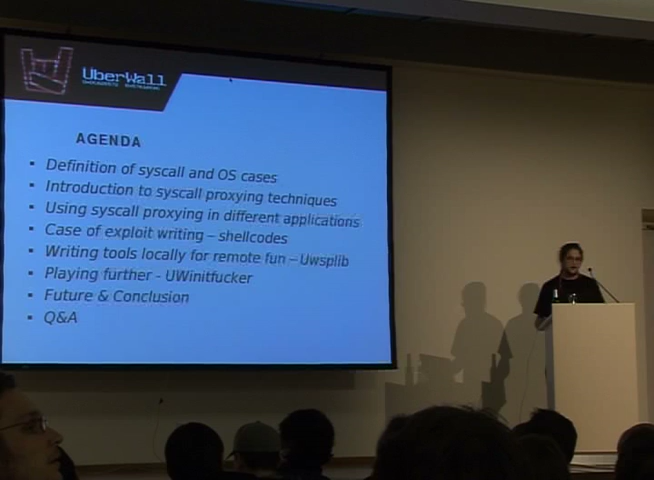 UberWall
AGENDA
Definition of syscall and OS cases
Introduction to syscall proxying techniques
Using syscall proxying in different applications
Case of exploit writing – shellcodes
Writing tools locally for remote fun – Uwsplib
Playing further - UWinitfucker
Future & Conclusion
Q&A